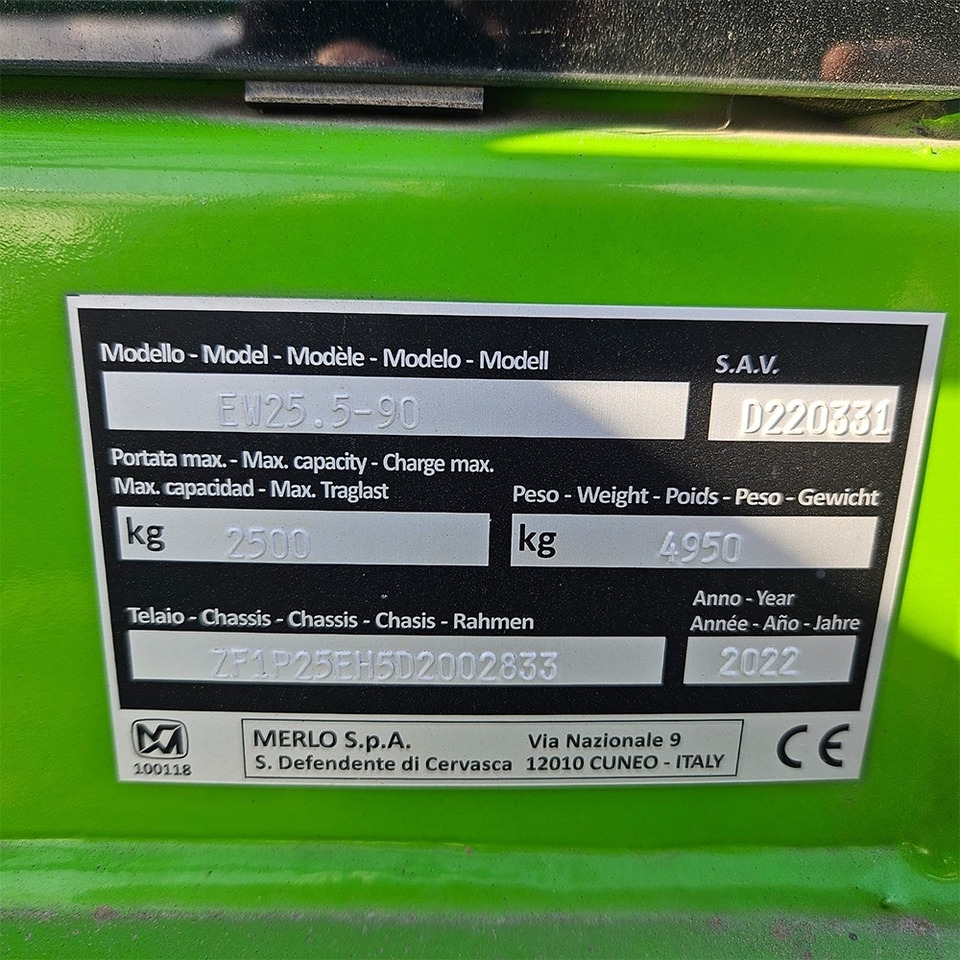 Modello - Model - Modèle - Modelo - Modell
S.A.V.
EW25.5-90
D220331
Portata max. - Max. capacity - Charge max.
Max. capacidad - Max. Traglast
Peso - Weight - Poids - Peso - Gewicht
kg 2500
kg 4950
Telaio - Chassis - Chassis - Chasis - Rahmen
Anno - Year
Année - Año - Jahre
ZF1P25EH5D2002833
2022
100118
MERLO S.p.A. Via Nazionale 9
S. Defendente di Cervasca 12010 CUNEO - ITALY
CE